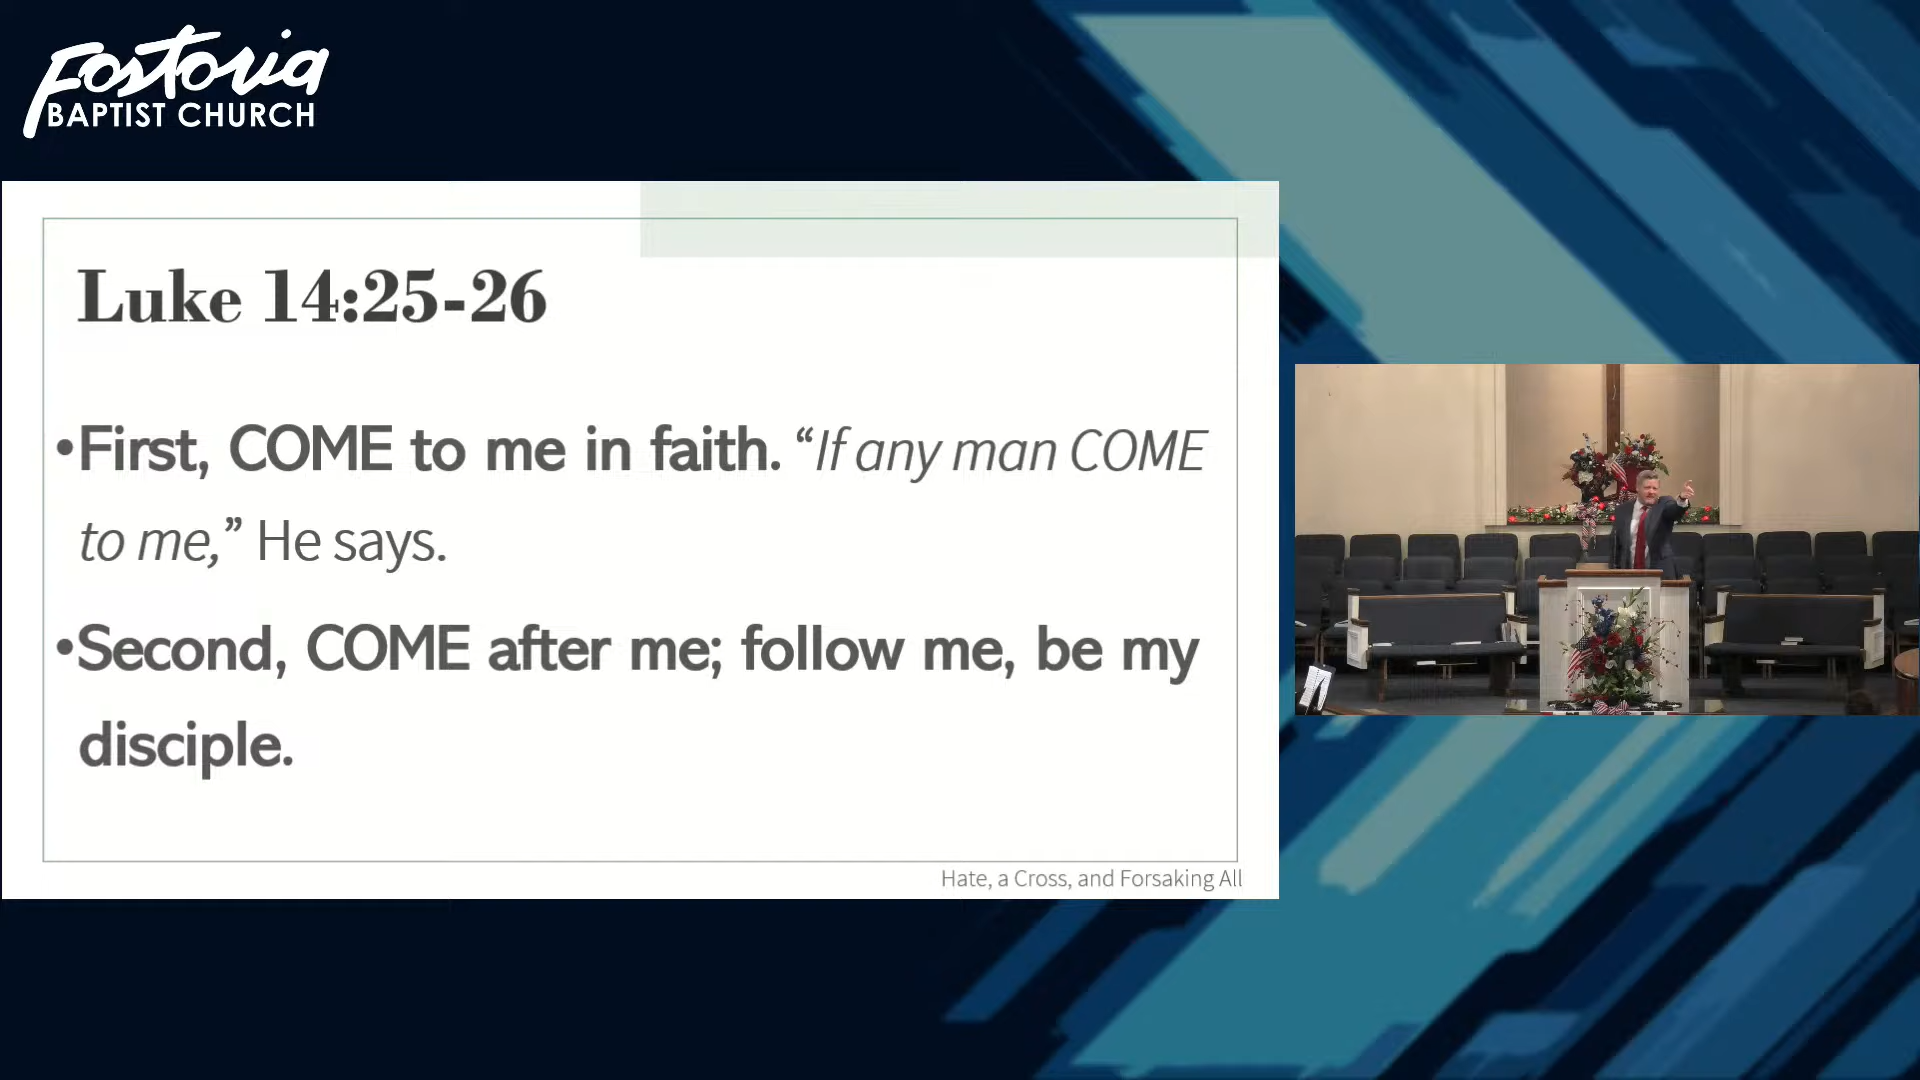 Fostoria
BAPTIST CHURCH
Luke 14:25-26
•First, COME to me in faith. “If any man COME
to me,” He says.
•Second, COME after me; follow me, be my
disciple.
Hate, a Cross, and Forsaking All